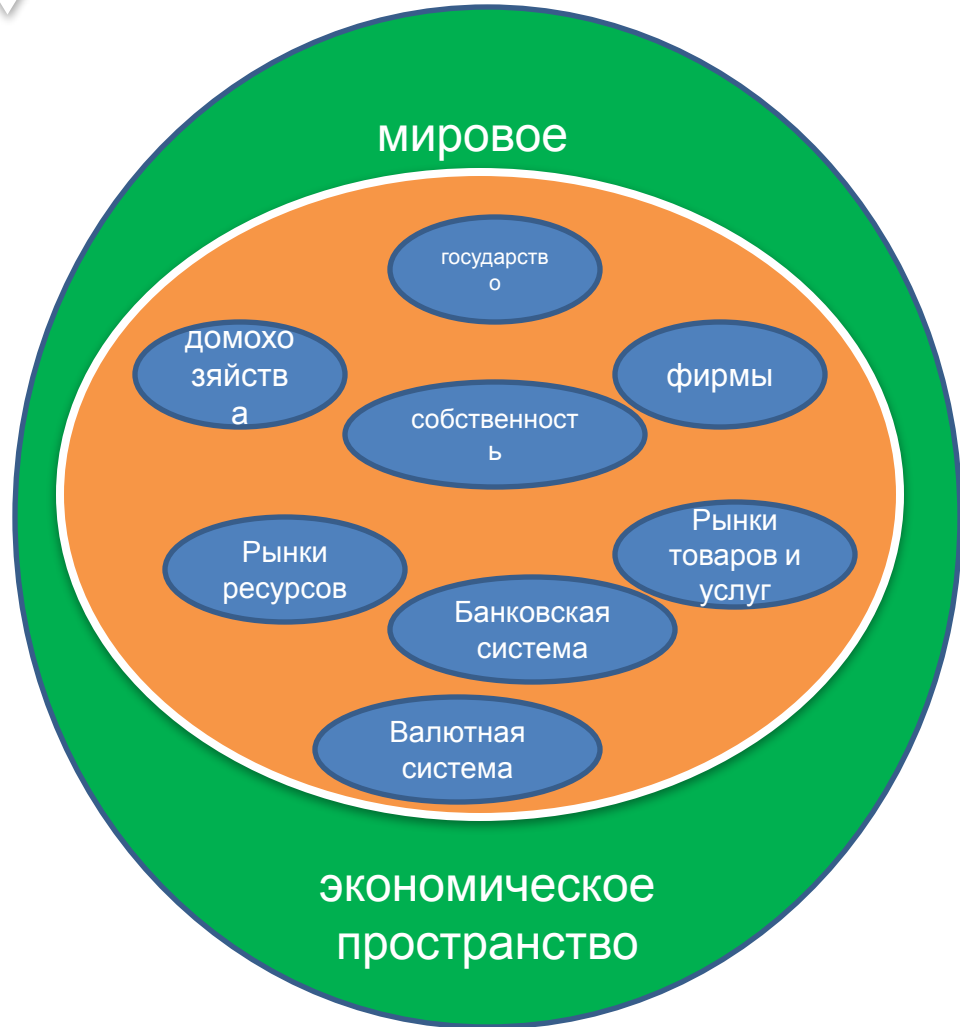 мировое
государств
о
домохо
зяйств
а
фирмы
собственност
ь
Рынки
ресурсов
Рынки
товаров и
услуг
Банковская
система
Валютная
система
экономическое
пространство